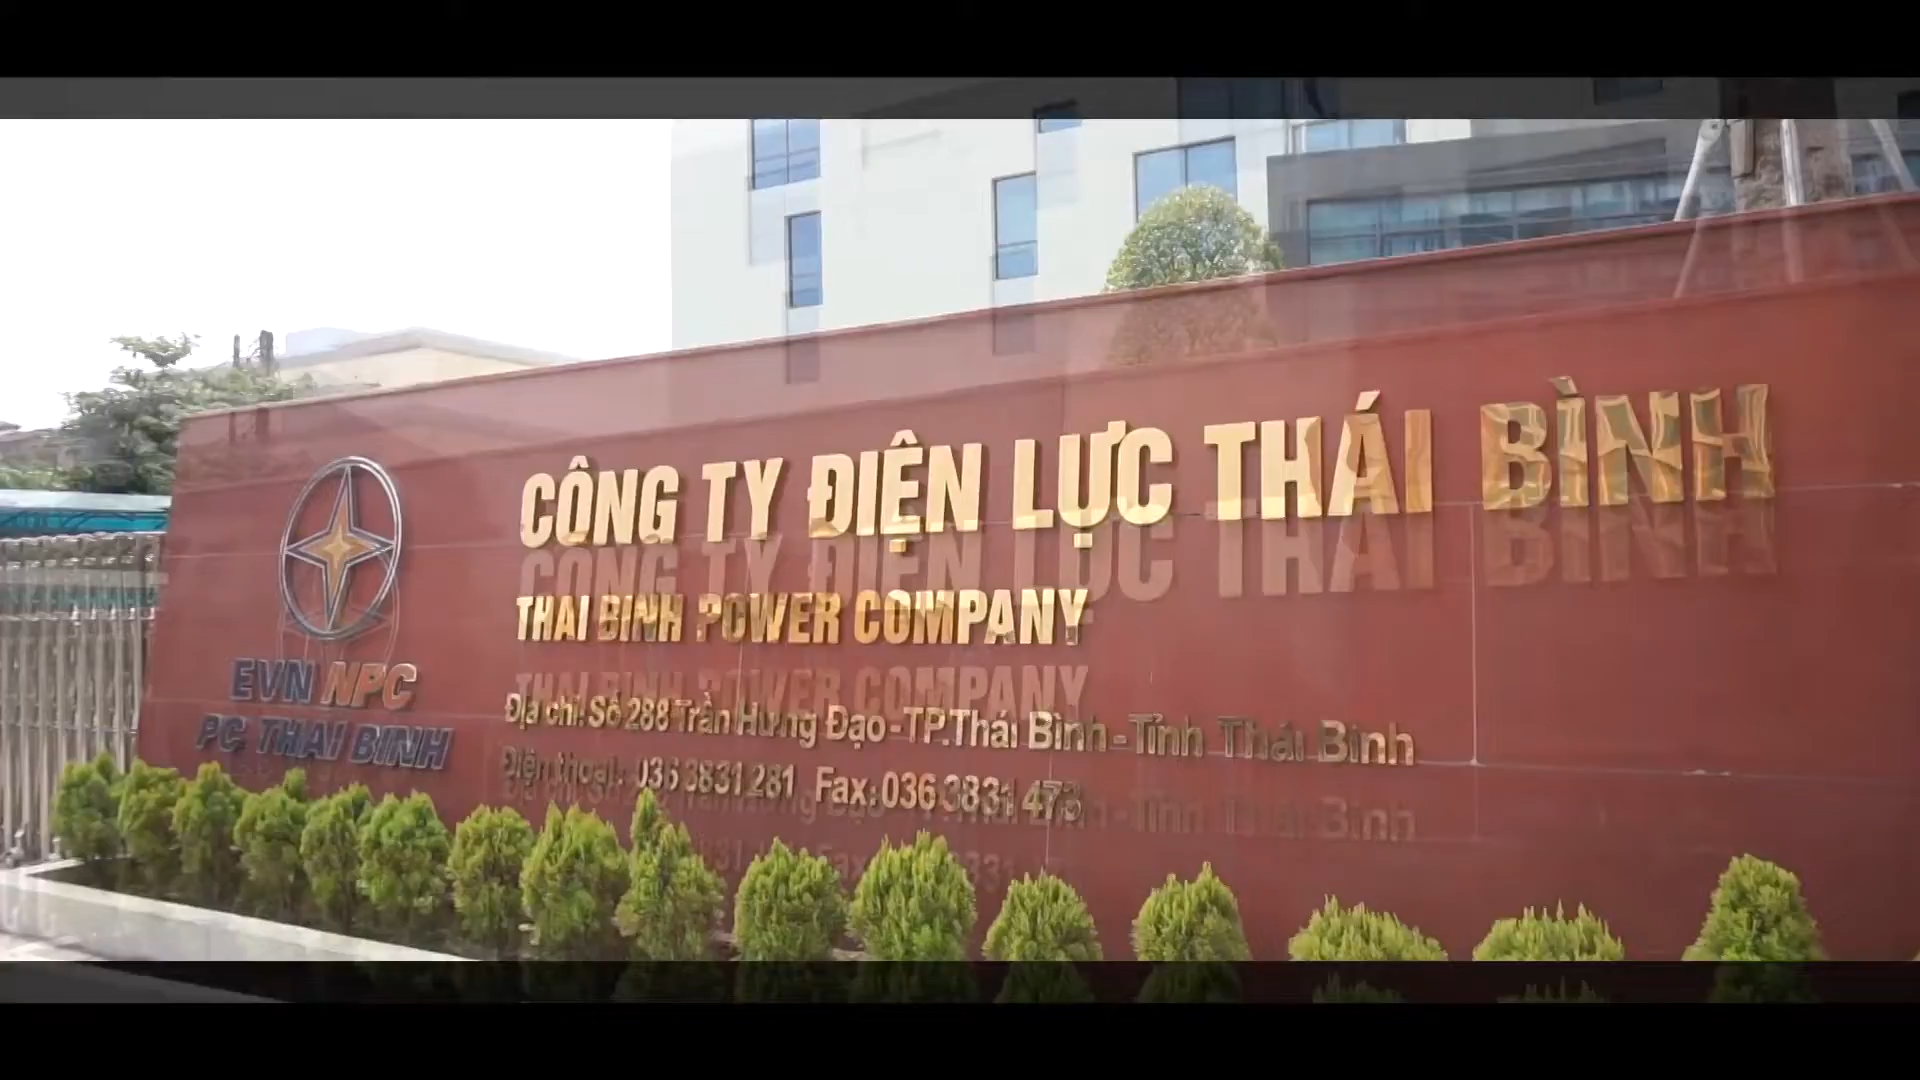 CÔNG TY ĐIỆN LỰC THÁI BÌNH
THAI BINH POWER COMPANY
Địa chỉ: Số 288 Trần Hưng Đạo - TP.Thái Bình - Tỉnh Thái Bình
Điện thoại: 036 3831 281 Fax: 036 3831 473
EVN NPC
PC THAI BINH